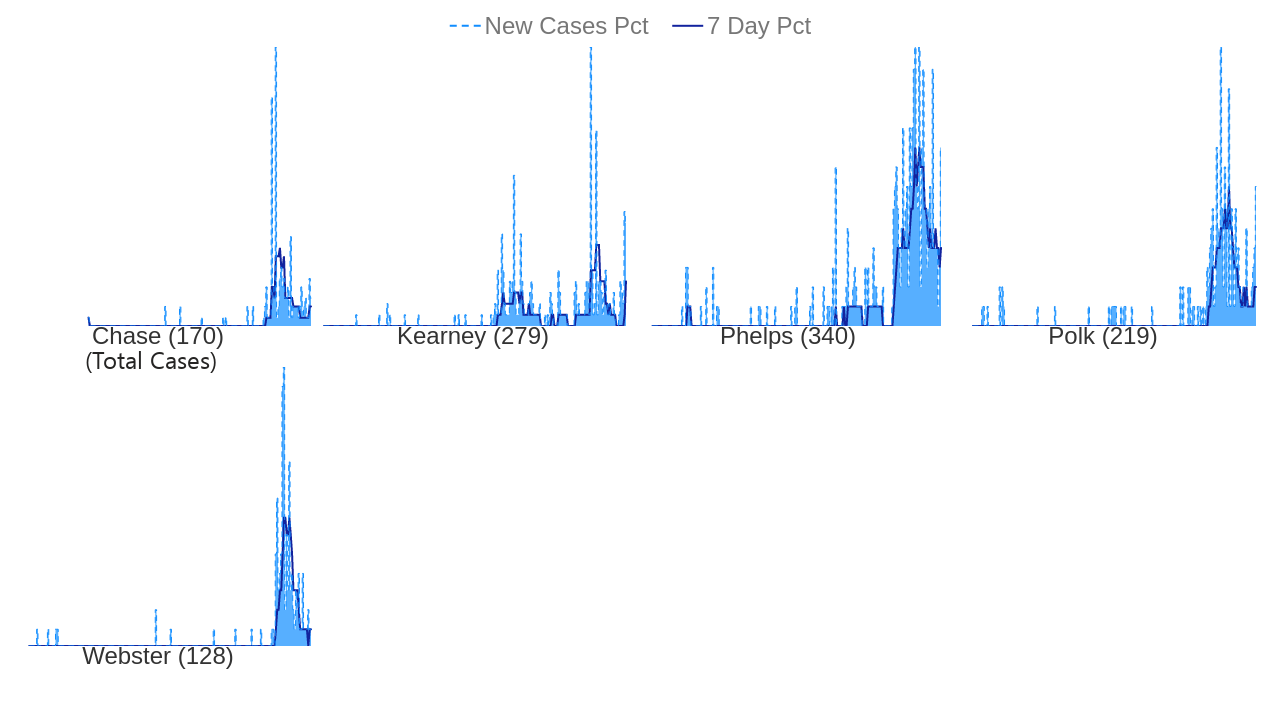 New Cases Pct 7 Day Pct
Chase (170) Kearney (279) Phelps (340) Polk (219)
(Total Cases)
Webster (128)